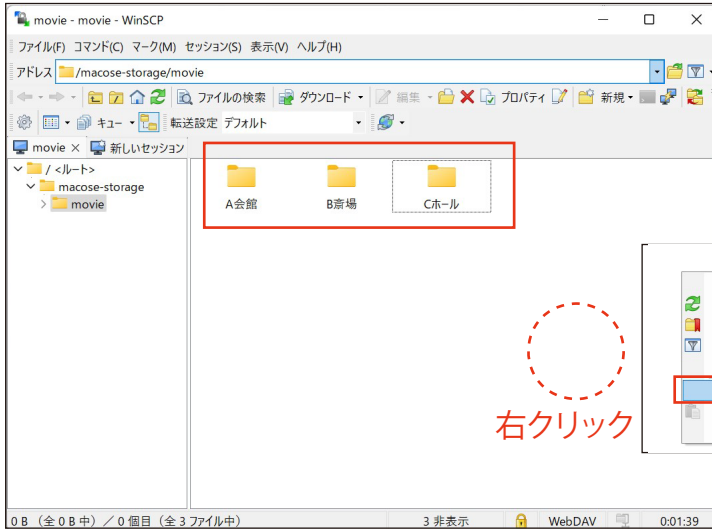 movie - movie - WinSCP
ファイル(F) コマンド(C) マーク(M) セッション(S) 表示(V) ヘルプ(H)
アドレス /macose-storage/movie
ファイルの検索 ダウンロード 編集 プロパティ 新規
キュー 転送設定 デフォルト
movie × 新しいセッション
/ <ルート>
macose-storage
movie
A会館 B斎場 Cホール
右クリック
0 B (全 0 B 中) / 0 個目 (全 3 ファイル中) 3 非表示 WebDAV 0:01:39